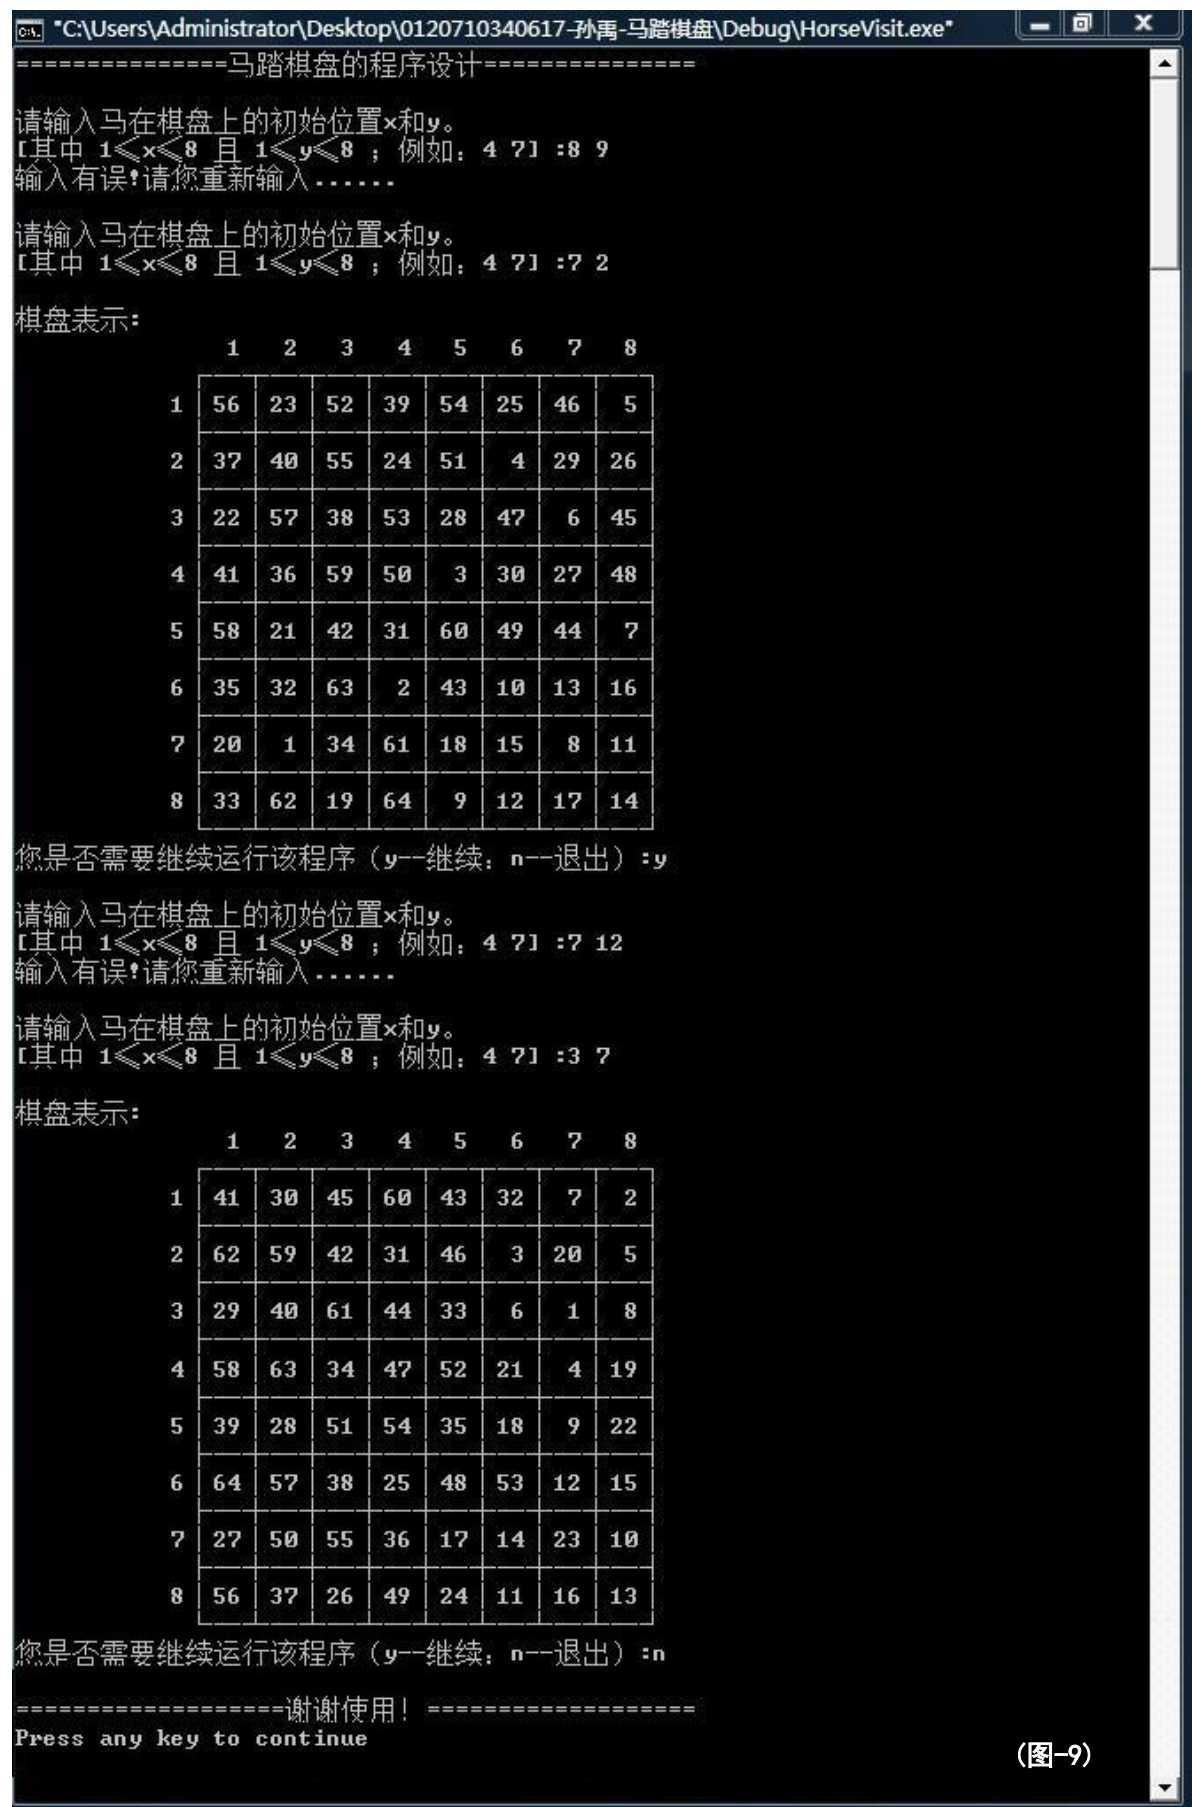 "C:\Users\Administrator\Desktop\0120710340617-孙禹-马踏棋盘\Debug\HorseVisit.exe"
===============马踏棋盘的程序设计===============
请输入马在棋盘上的初始位置x和y。
[其中 1≤x≤8 且 1≤y≤8 ；例如：4 7] :8 9
输入有误!请您重新输入......
请输入马在棋盘上的初始位置x和y。
[其中 1≤x≤8 且 1≤y≤8 ；例如：4 7] :7 2
棋盘表示:
1 2 3 4 5 6 7 8
1 56 23 52 39 54 25 46 5
2 37 40 55 24 51 4 29 26
3 22 57 38 53 28 47 6 45
4 41 36 59 50 3 30 27 48
5 58 21 42 31 60 49 44 7
6 35 32 63 2 43 10 13 16
7 20 1 34 61 18 15 8 11
8 33 62 19 64 9 12 17 14
您是否需要继续运行该程序（y--继续；n--退出）:y
请输入马在棋盘上的初始位置x和y。
[其中 1≤x≤8 且 1≤y≤8 ；例如：4 7] :7 12
输入有误!请您重新输入......
请输入马在棋盘上的初始位置x和y。
[其中 1≤x≤8 且 1≤y≤8 ；例如：4 7] :3 7
棋盘表示:
1 2 3 4 5 6 7 8
1 41 30 45 60 43 32 7 2
2 62 59 42 31 46 3 20 5
3 29 40 61 44 33 6 1 8
4 58 63 34 47 52 21 4 19
5 39 28 51 54 35 18 9 22
6 64 57 38 25 48 53 12 15
7 27 50 55 36 17 14 23 10
8 56 37 26 49 24 11 16 13
您是否需要继续运行该程序（y--继续；n--退出）:n
===================谢谢使用！===================
Press any key to continue
(图-9)